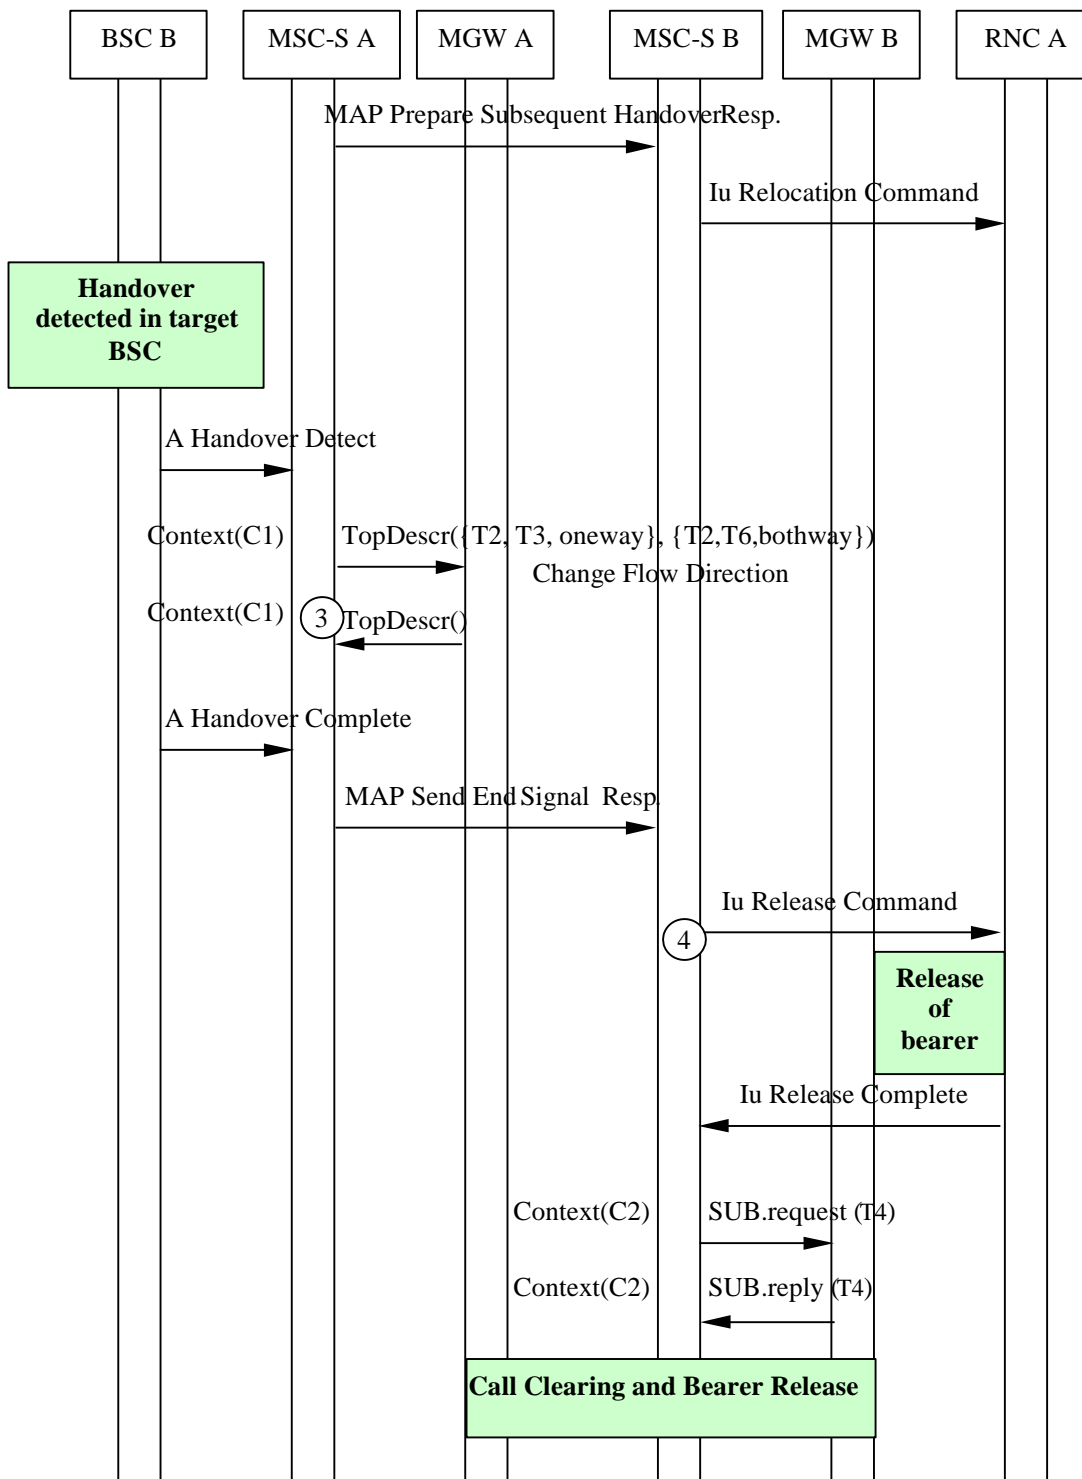 BSC B
MSC-S A
MGW A
MSC-S B
MGW B
RNC A
MAP Prepare Subsequent HandoverResp.
Iu Relocation Command
Handover
detected in target
BSC
A Handover Detect
Context(C1)
TopDescr({T2, T3, oneway}, {T2,T6,bothway})
Change Flow Direction
Context(C1)
3
TopDescr()
A Handover Complete
MAP Send End Signal Resp.
Iu Release Command
4
Release
of
bearer
Iu Release Complete
Context(C2)
SUB.request (T4)
Context(C2)
SUB.reply (T4)
Call Clearing and Bearer Release